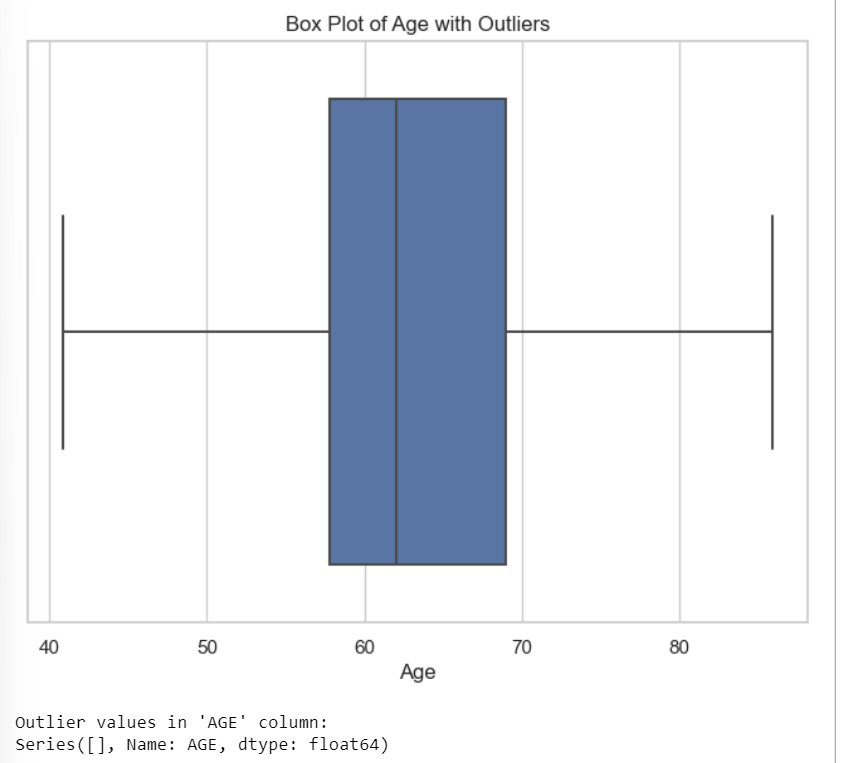 Box Plot of Age with Outliers
40 50 60 70 80
Age
Outlier values in 'AGE' column:
Series([], Name: AGE, dtype: float64)